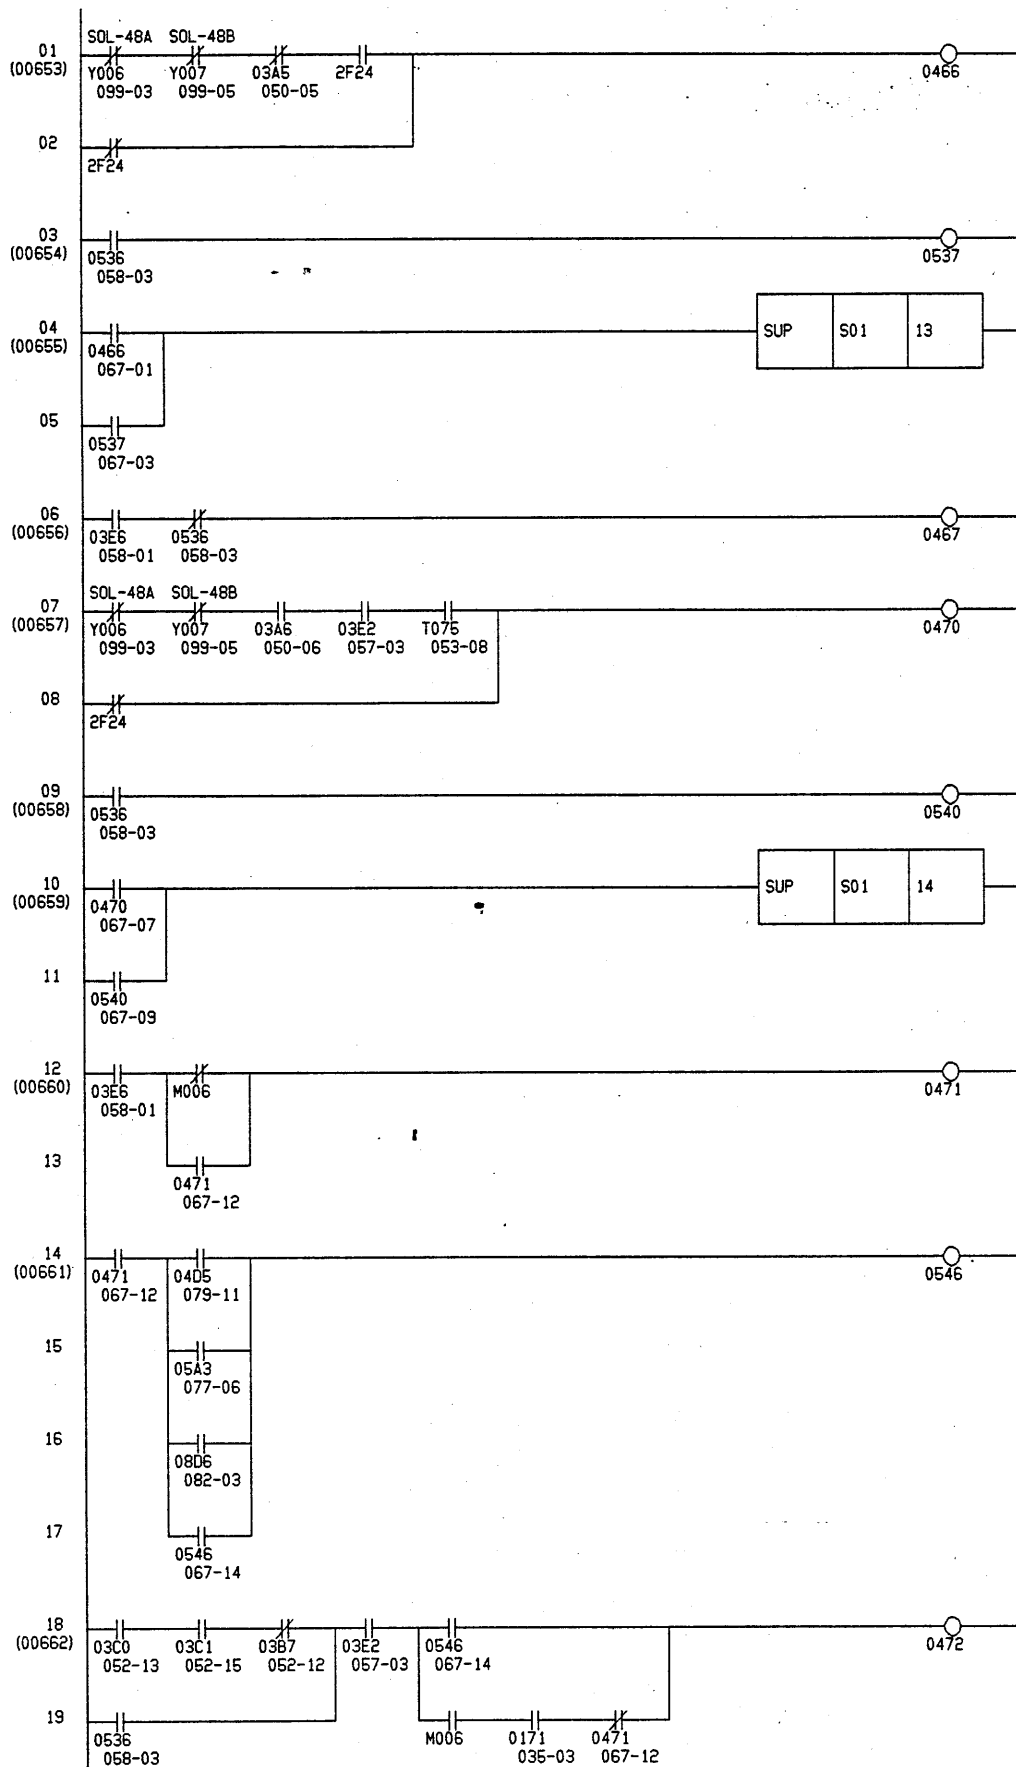 01 SOL-48A SOL-48B
(00653) Y006 Y007 03A5 2F24 0466
099-03 099-05 050-05
02
2F24
03
(00654) 0536 0537
058-03
04 SUP S01 13
(00655) 0466
067-01
05
0537
067-03
06
(00656) 03E6 0536 0467
058-01 058-03
07 SOL-48A SOL-48B
(00657) Y006 Y007 03A6 03E2 T075 0470
099-03 099-05 050-06 057-03 053-08
08
2F24
09
(00658) 0536 0540
058-03
10 SUP S01 14
(00659) 0470
067-07
11
0540
067-09
12
(00660) 03E6 M006 0471
058-01
13
0471
067-12
14
(00661) 0471 04D5 0546
067-12 079-11
15
05A3
077-06
16
08D6
082-03
17
0546
067-14
18
(00662) 03C0 03C1 03B7 03E2 0546 0472
052-13 052-15 052-12 057-03 067-14
19
0536 M006 0171 0471
058-03 035-03 067-12